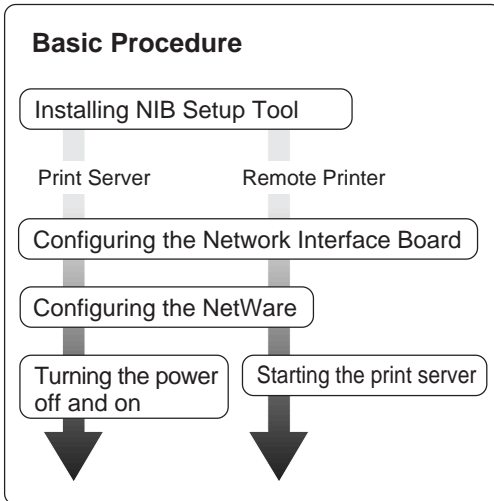 Basic Procedure
Installing NIB Setup Tool
Print Server
Remote Printer
Configuring the Network Interface Board
Configuring the NetWare
Turning the power
off and on
Starting the print server